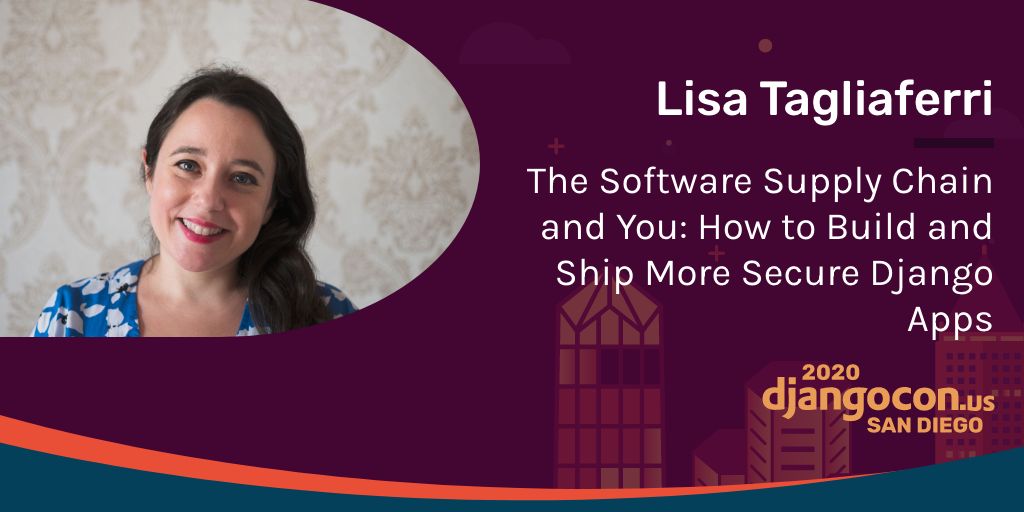 Lisa Tagliaferri
The Software Supply Chain
and You: How to Build and
Ship More Secure Django
Apps
2020
djangocon.us
SAN DIEGO